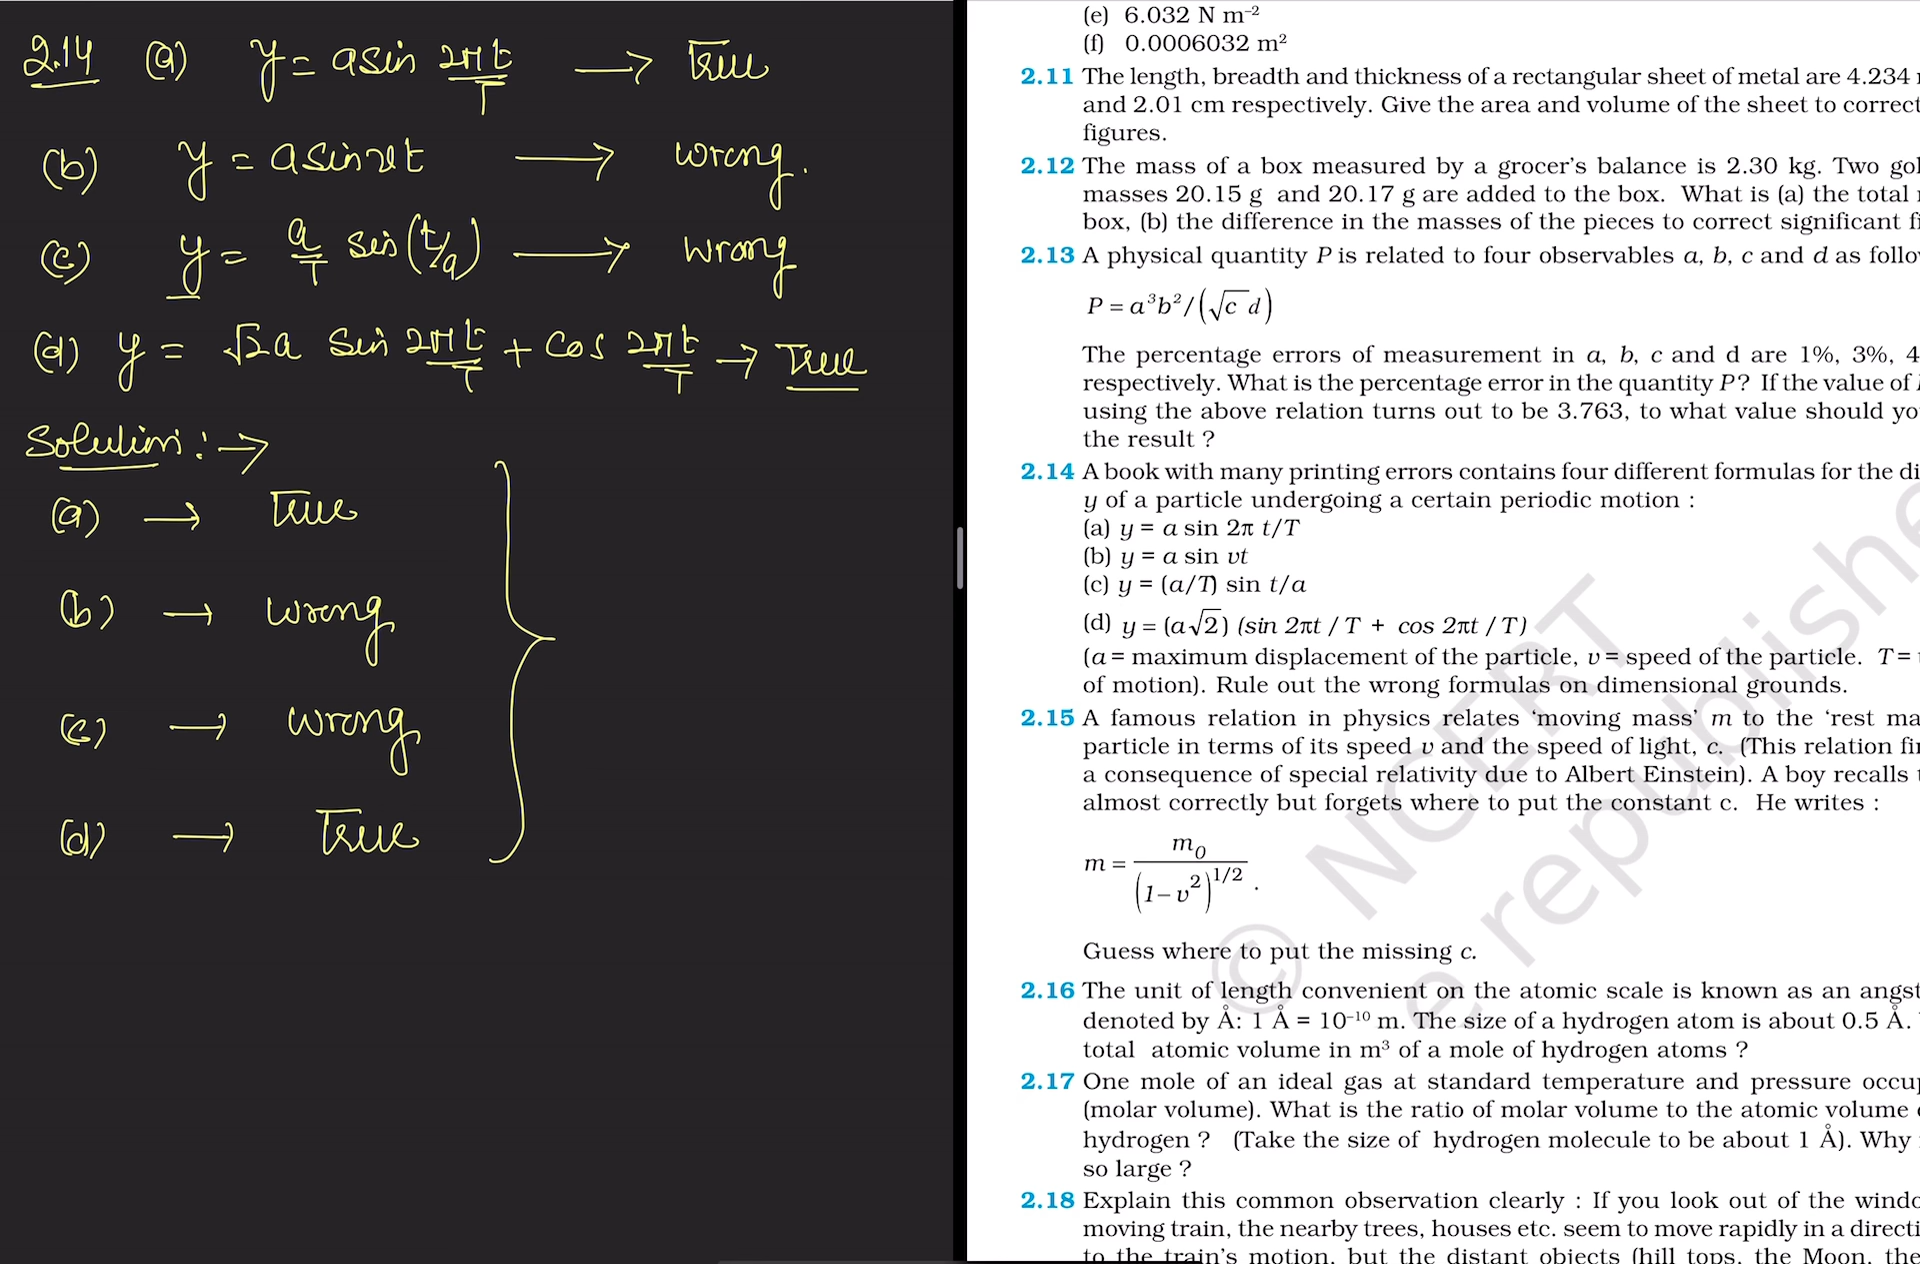 2.14 (a) y = a sin 2πt/T → True
(b) y = a sin vt → wrong.
(c) y = a/T sin (t/a) → wrong
(d) y = √2a sin 2πt/T + cos 2πt/T → True
Solution :→
(a) → True
(b) → wrong
(c) → wrong
(d) → True
(e) 6.032 N m⁻²
(f) 0.0006032 m²
2.11 The length, breadth and thickness of a rectangular sheet of metal are 4.234
and 2.01 cm respectively. Give the area and volume of the sheet to correct
figures.
2.12 The mass of a box measured by a grocer's balance is 2.30 kg. Two gol
masses 20.15 g and 20.17 g are added to the box. What is (a) the total
box, (b) the difference in the masses of the pieces to correct significant fi
2.13 A physical quantity P is related to four observables a, b, c and d as follo
P = a³b²/(√c d)
The percentage errors of measurement in a, b, c and d are 1%, 3%, 4
respectively. What is the percentage error in the quantity P? If the value of
using the above relation turns out to be 3.763, to what value should yo
the result ?
2.14 A book with many printing errors contains four different formulas for the di
y of a particle undergoing a certain periodic motion :
(a) y = a sin 2π t/T
(b) y = a sin vt
(c) y = (a/T) sin t/a
(d) y = (a√2) (sin 2πt / T + cos 2πt / T)
(a = maximum displacement of the particle, v = speed of the particle. T =
of motion). Rule out the wrong formulas on dimensional grounds.
2.15 A famous relation in physics relates 'moving mass' m to the 'rest ma
particle in terms of its speed v and the speed of light, c. (This relation fi
a consequence of special relativity due to Albert Einstein). A boy recalls
almost correctly but forgets where to put the constant c. He writes :
m = m₀ / (1 – v²)^1/2 .
Guess where to put the missing c.
2.16 The unit of length convenient on the atomic scale is known as an angst
denoted by Å: 1 Å = 10⁻¹⁰ m. The size of a hydrogen atom is about 0.5 Å.
total atomic volume in m³ of a mole of hydrogen atoms ?
2.17 One mole of an ideal gas at standard temperature and pressure occup
(molar volume). What is the ratio of molar volume to the atomic volume
hydrogen ? (Take the size of hydrogen molecule to be about 1 Å). Why
so large ?
2.18 Explain this common observation clearly : If you look out of the windo
moving train, the nearby trees, houses etc. seem to move rapidly in a directi
to the train's motion, but the distant objects (hill tops, the Moon, the
© NCERT
e republishe